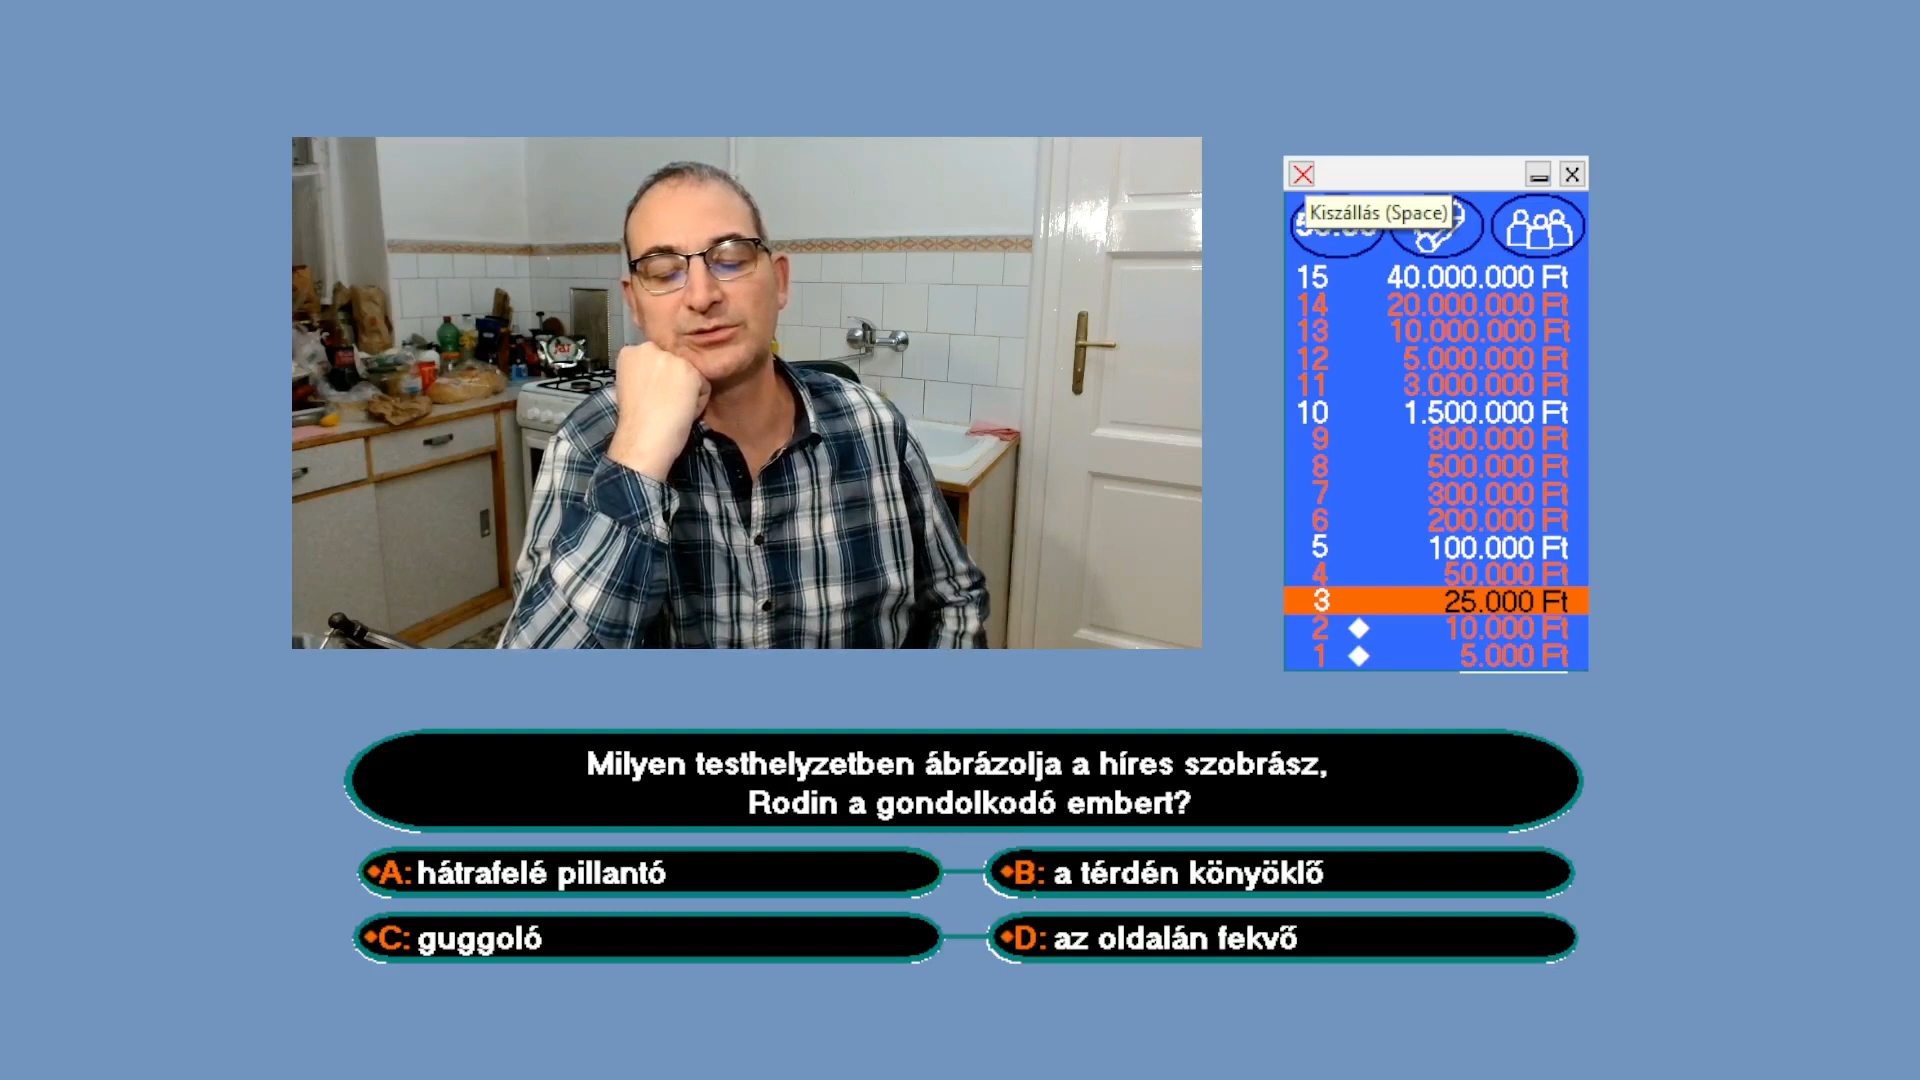 Kiszállás (Space)
15 40.000.000 Ft
14 20.000.000 Ft
13 10.000.000 Ft
12 5.000.000 Ft
11 3.000.000 Ft
10 1.500.000 Ft
9 800.000 Ft
8 500.000 Ft
7 300.000 Ft
6 200.000 Ft
5 100.000 Ft
4 50.000 Ft
3 25.000 Ft
2 10.000 Ft
1 5.000 Ft
Milyen testhelyzetben ábrázolja a híres szobrász,
Rodin a gondolkodó embert?
A: hátrafelé pillantó
B: a térdén könyöklő
C: guggoló
D: az oldalán fekvő